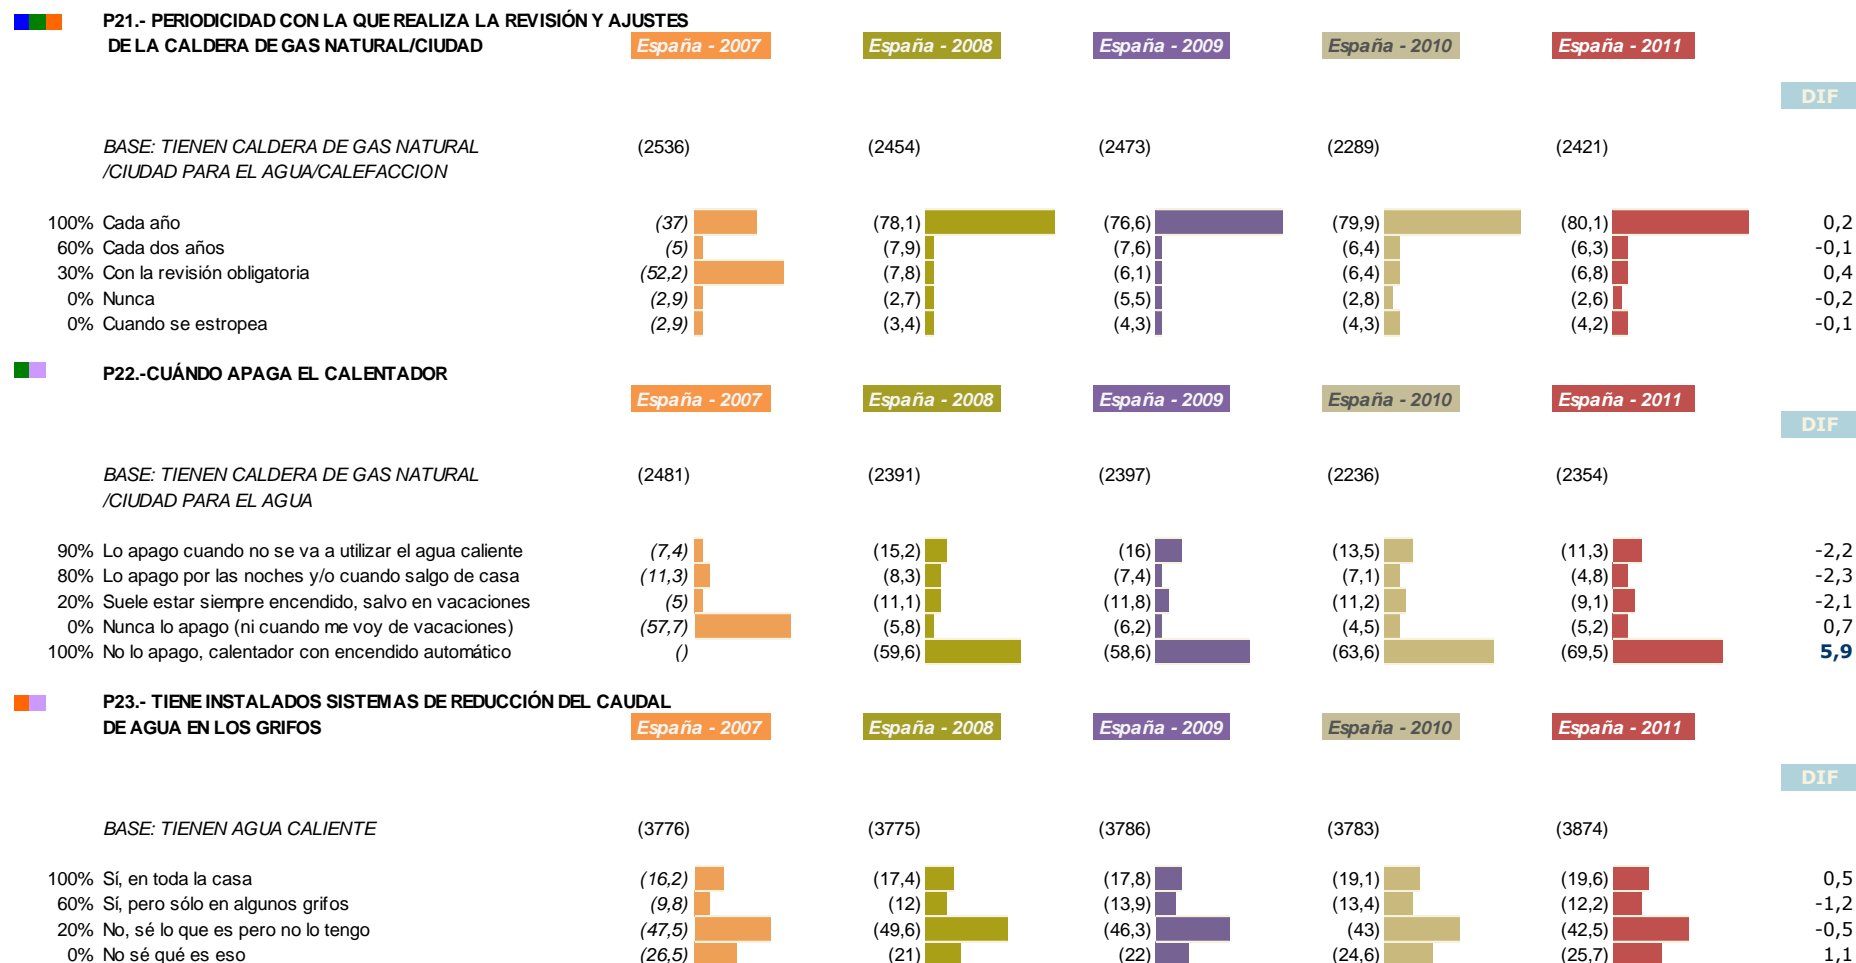 P21.- PERIODICIDAD CON LA QUE REALIZA LA REVISIÓN Y AJUSTES
DE LA CALDERA DE GAS NATURAL/CIUDAD España - 2007 España - 2008 España - 2009 España - 2010 España - 2011
DIF
BASE: TIENEN CALDERA DE GAS NATURAL (2536) (2454) (2473) (2289) (2421)
/CIUDAD PARA EL AGUA/CALEFACCION
100% Cada año (37) (78,1) (76,6) (79,9) (80,1) 0,2
60% Cada dos años (5) (7,9) (7,6) (6,4) (6,3) -0,1
30% Con la revisión obligatoria (52,2) (7,8) (6,1) (6,4) (6,8) 0,4
0% Nunca (2,9) (2,7) (5,5) (2,8) (2,6) -0,2
0% Cuando se estropea (2,9) (3,4) (4,3) (4,3) (4,2) -0,1
P22.-CUÁNDO APAGA EL CALENTADOR
España - 2007 España - 2008 España - 2009 España - 2010 España - 2011
DIF
BASE: TIENEN CALDERA DE GAS NATURAL (2481) (2391) (2397) (2236) (2354)
/CIUDAD PARA EL AGUA
90% Lo apago cuando no se va a utilizar el agua caliente (7,4) (15,2) (16) (13,5) (11,3) -2,2
80% Lo apago por las noches y/o cuando salgo de casa (11,3) (8,3) (7,4) (7,1) (4,8) -2,3
20% Suele estar siempre encendido, salvo en vacaciones (5) (11,1) (11,8) (11,2) (9,1) -2,1
0% Nunca lo apago (ni cuando me voy de vacaciones) (57,7) (5,8) (6,2) (4,5) (5,2) 0,7
100% No lo apago, calentador con encendido automático () (59,6) (58,6) (63,6) (69,5) 5,9
P23.- TIENE INSTALADOS SISTEMAS DE REDUCCIÓN DEL CAUDAL
DE AGUA EN LOS GRIFOS España - 2007 España - 2008 España - 2009 España - 2010 España - 2011
DIF
BASE: TIENEN AGUA CALIENTE (3776) (3775) (3786) (3783) (3874)
100% Sí, en toda la casa (16,2) (17,4) (17,8) (19,1) (19,6) 0,5
60% Sí, pero sólo en algunos grifos (9,8) (12) (13,9) (13,4) (12,2) -1,2
20% No, sé lo que es pero no lo tengo (47,5) (49,6) (46,3) (43) (42,5) -0,5
0% No sé qué es eso (26,5) (21) (22) (24,6) (25,7) 1,1